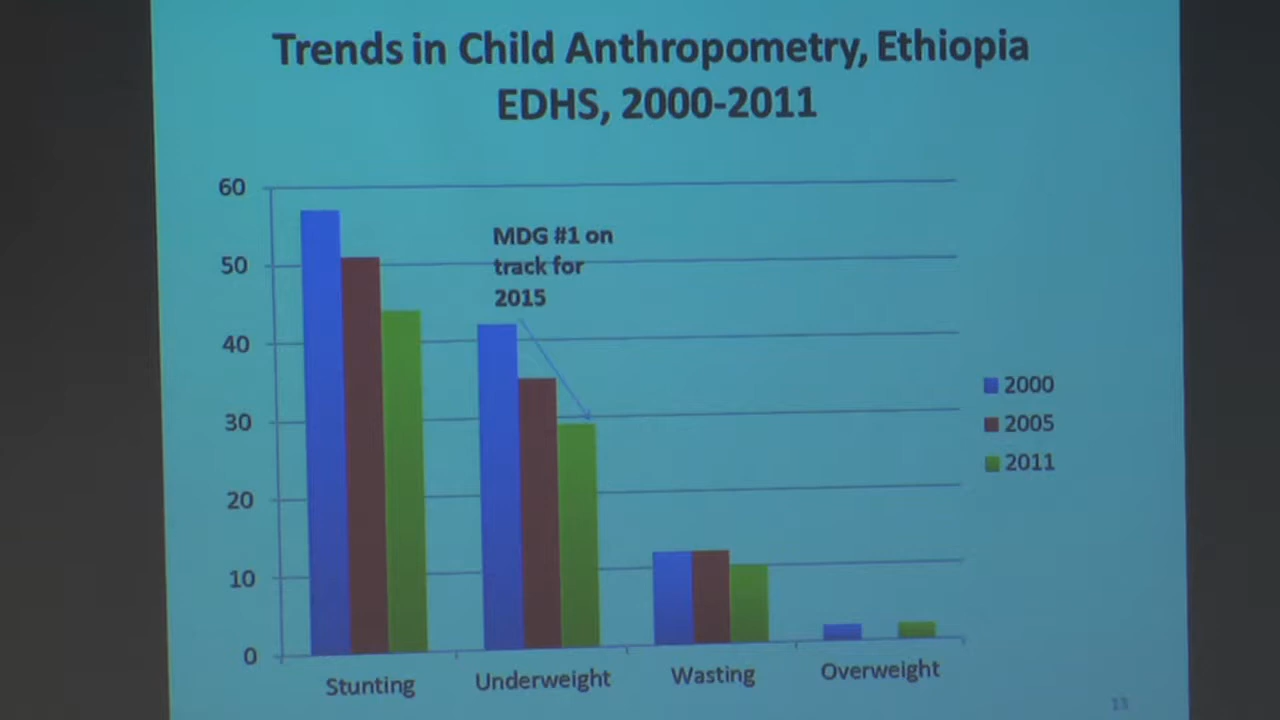 Trends in Child Anthropometry, Ethiopia
EDHS, 2000-2011
60
50
40
30
20
10
0
MDG #1 on
track for
2015
2000
2005
2011
Stunting
Underweight
Wasting
Overweight
13